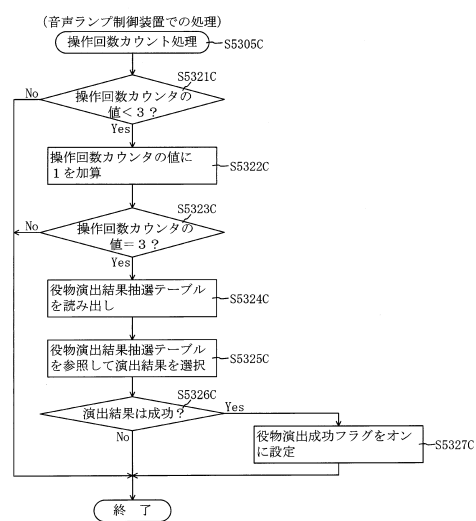 (音声ランプ制御装置での処理)
操作回数カウント処理
S5305C
S5321C
操作回数カウンタの
値<3?
No
Yes
操作回数カウンタの値に
1を加算
S5322C
S5323C
操作回数カウンタの
値=3?
No
Yes
役物演出結果抽選テーブル
を読み出し
S5324C
役物演出結果抽選テーブル
を参照して演出結果を選択
S5325C
S5326C
演出結果は成功?
Yes
No
役物演出成功フラグをオン
に設定
S5327C
終 了